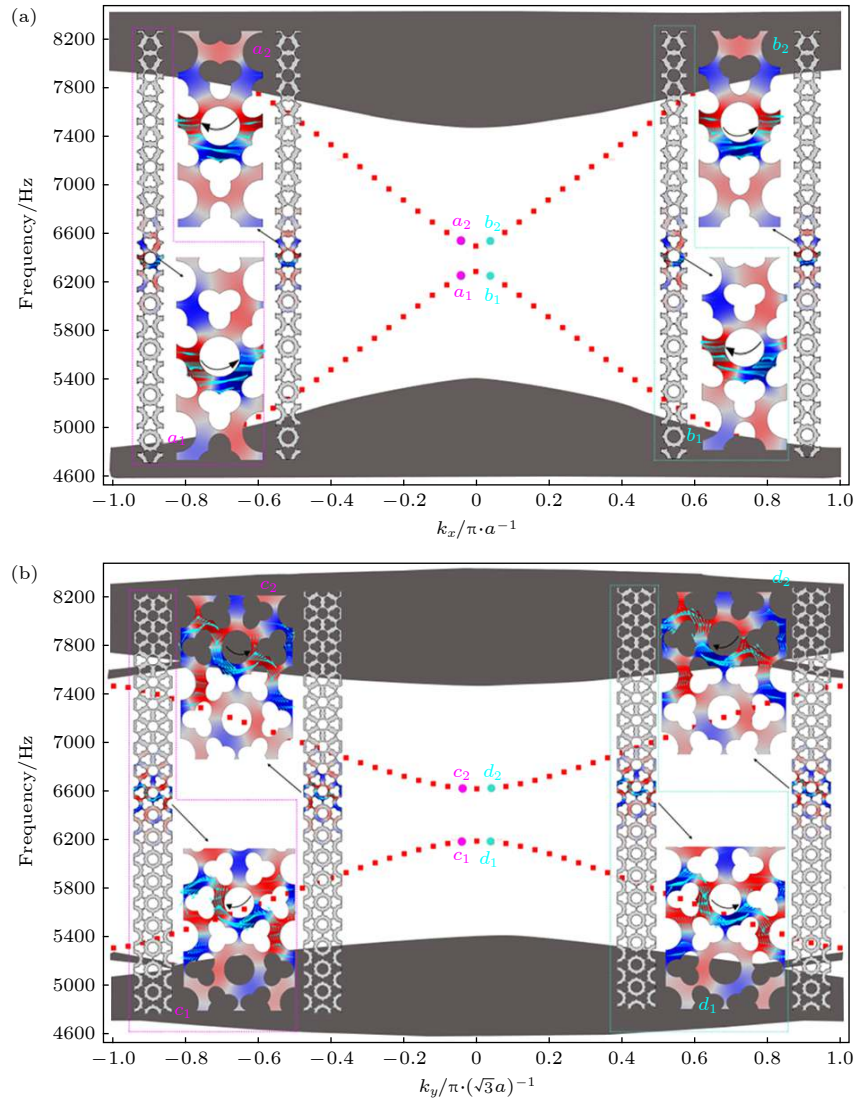 (a)
8200
7800
7400
7000
6600
6200
5800
5400
5000
4600
Frequency/Hz
a₂
b₂
a₂ b₂
a₁ b₁
a₁
b₁
−1.0 −0.8 −0.6 −0.4 −0.2 0 0.2 0.4 0.6 0.8 1.0
kₓ/π·a⁻¹
(b)
8200
7800
7400
7000
6600
6200
5800
5400
5000
4600
Frequency/Hz
c₂
d₂
c₂ d₂
c₁ d₁
c₁
d₁
−1.0 −0.8 −0.6 −0.4 −0.2 0 0.2 0.4 0.6 0.8 1.0
k_y/π·(√3a)⁻¹